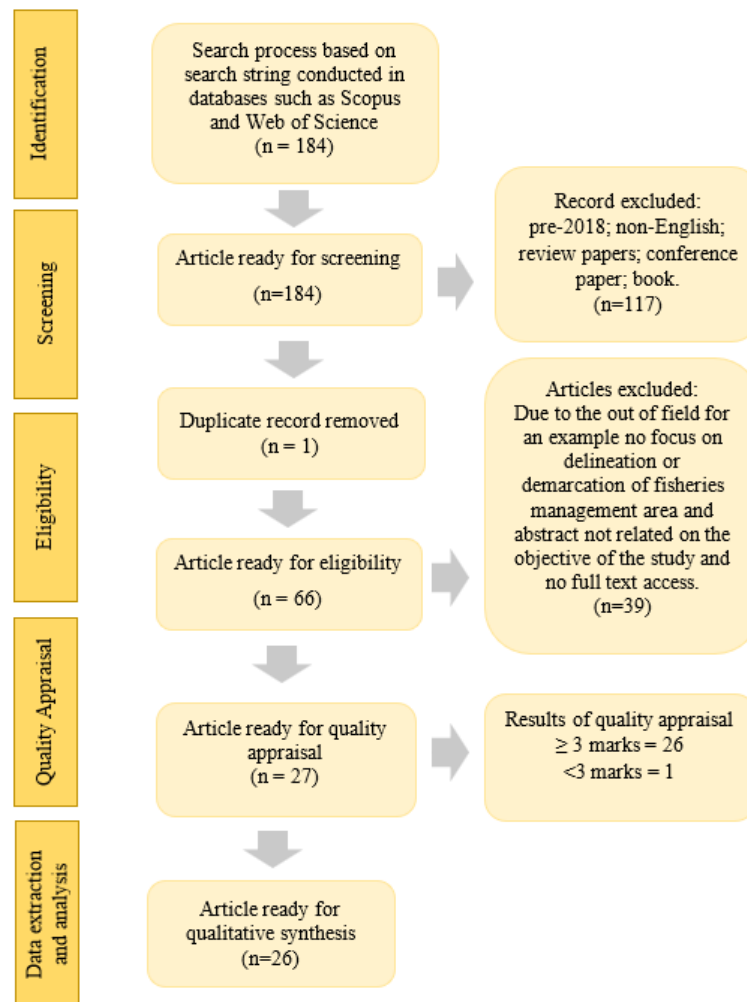 Identification
Search process based on
search string conducted in
databases such as Scopus
and Web of Science
(n = 184)
Screening
Article ready for screening
(n=184)
Record excluded:
pre-2018; non-English;
review papers; conference
paper; book.
(n=117)
Eligibility
Duplicate record removed
(n = 1)
Article ready for eligibility
(n = 66)
Articles excluded:
Due to the out of field for
an example no focus on
delineation or
demarcation of fisheries
management area and
abstract not related on the
objective of the study and
no full text access.
(n=39)
Quality Appraisal
Article ready for quality
appraisal
(n = 27)
Results of quality appraisal
≥ 3 marks = 26
<3 marks = 1
Data extraction
and analysis
Article ready for
qualitative synthesis
(n=26)